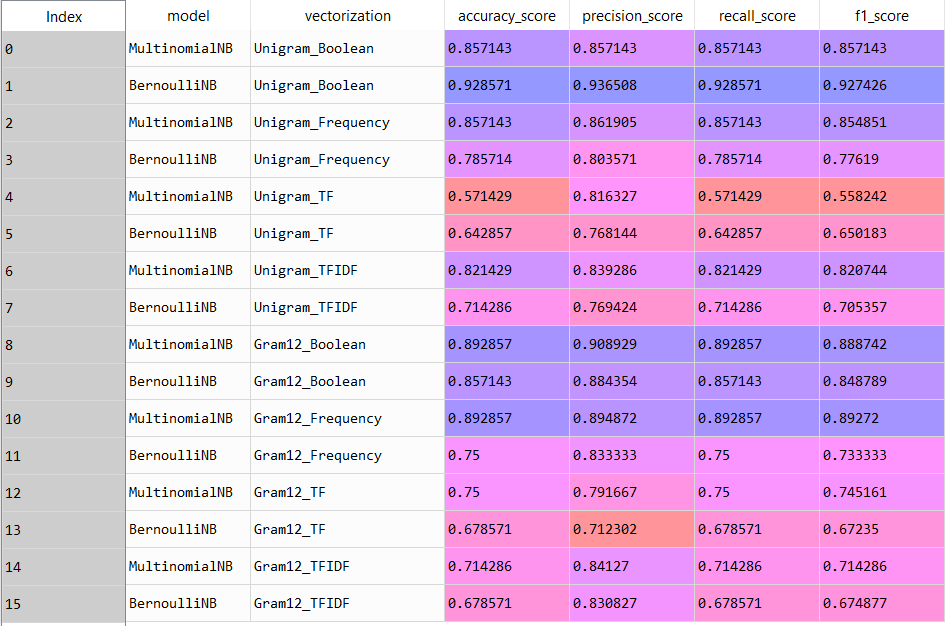 Index model vectorization accuracy_score precision_score recall_score f1_score
0 MultinomialNB Unigram_Boolean 0.857143 0.857143 0.857143 0.857143
1 BernoulliNB Unigram_Boolean 0.928571 0.936508 0.928571 0.927426
2 MultinomialNB Unigram_Frequency 0.857143 0.861905 0.857143 0.854851
3 BernoulliNB Unigram_Frequency 0.785714 0.803571 0.785714 0.77619
4 MultinomialNB Unigram_TF 0.571429 0.816327 0.571429 0.558242
5 BernoulliNB Unigram_TF 0.642857 0.768144 0.642857 0.650183
6 MultinomialNB Unigram_TFIDF 0.821429 0.839286 0.821429 0.820744
7 BernoulliNB Unigram_TFIDF 0.714286 0.769424 0.714286 0.705357
8 MultinomialNB Gram12_Boolean 0.892857 0.908929 0.892857 0.888742
9 BernoulliNB Gram12_Boolean 0.857143 0.884354 0.857143 0.848789
10 MultinomialNB Gram12_Frequency 0.892857 0.894872 0.892857 0.89272
11 BernoulliNB Gram12_Frequency 0.75 0.833333 0.75 0.733333
12 MultinomialNB Gram12_TF 0.75 0.791667 0.75 0.745161
13 BernoulliNB Gram12_TF 0.678571 0.712302 0.678571 0.67235
14 MultinomialNB Gram12_TFIDF 0.714286 0.84127 0.714286 0.714286
15 BernoulliNB Gram12_TFIDF 0.678571 0.830827 0.678571 0.674877